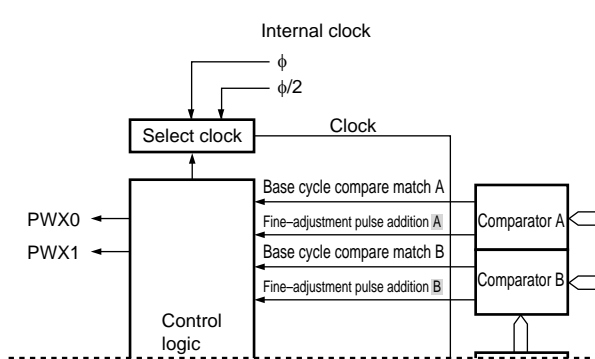 Internal clock
ϕ
ϕ/2
Select clock
Clock
Base cycle compare match A
Fine–adjustment pulse addition A
Base cycle compare match B
Fine–adjustment pulse addition B
Comparator A
Comparator B
PWX0
PWX1
Control
logic